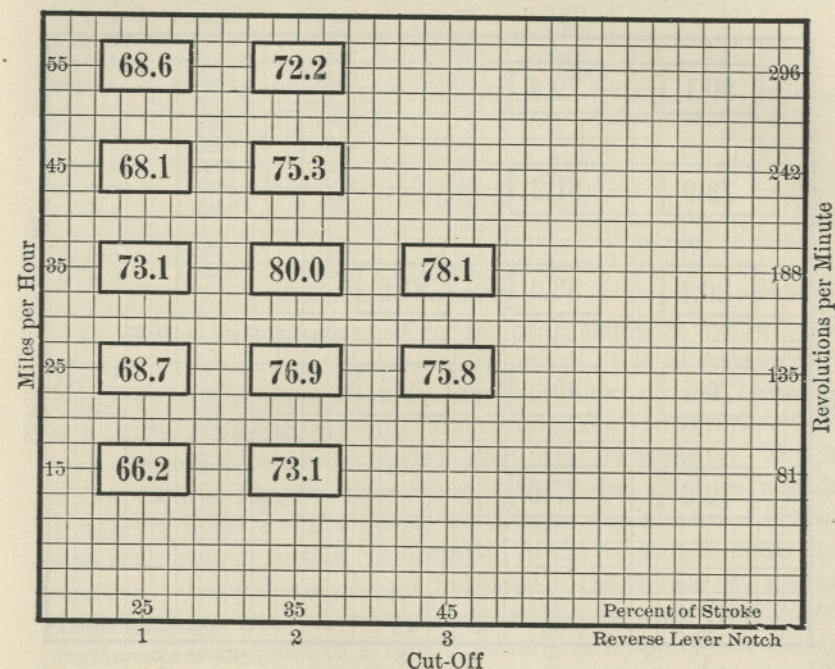 55 68.6 72.2 296
45 68.1 75.3 242
35 73.1 80.0 78.1 188
25 68.7 76.9 75.8 135
15 66.2 73.1 81
Miles per Hour
Revolutions per Minute
25 35 45 Percent of Stroke
1 2 3 Reverse Lever Notch
Cut-Off